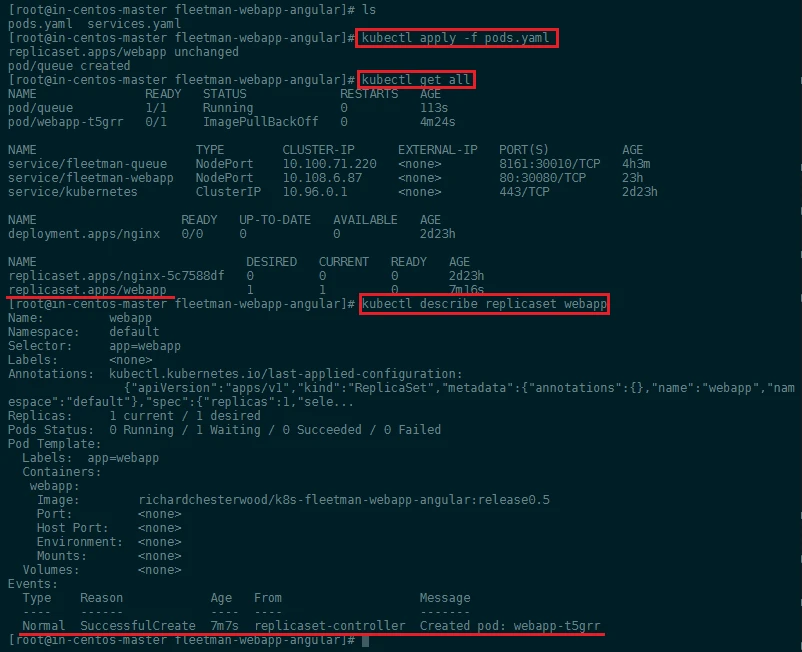 [root@in-centos-master fleetman-webapp-angular]# ls
pods.yaml  services.yaml
[root@in-centos-master fleetman-webapp-angular]# kubectl apply -f pods.yaml
replicaset.apps/webapp unchanged
pod/queue created
[root@in-centos-master fleetman-webapp-angular]# kubectl get all
NAME               READY   STATUS             RESTARTS   AGE
pod/queue          1/1     Running            0          113s
pod/webapp-t5grr   0/1     ImagePullBackOff   0          4m24s

NAME                      TYPE        CLUSTER-IP      EXTERNAL-IP   PORT(S)          AGE
service/fleetman-queue    NodePort    10.100.71.220   <none>        8161:30010/TCP   4h3m
service/fleetman-webapp   NodePort    10.108.6.87     <none>        80:30080/TCP     23h
service/kubernetes        ClusterIP   10.96.0.1       <none>        443/TCP          2d23h

NAME                    READY   UP-TO-DATE   AVAILABLE   AGE
deployment.apps/nginx   0/0     0            0           2d23h

NAME                             DESIRED   CURRENT   READY   AGE
replicaset.apps/nginx-5c7588df   0         0         0       2d23h
replicaset.apps/webapp           1         1         0       7m16s
[root@in-centos-master fleetman-webapp-angular]# kubectl describe replicaset webapp
Name:         webapp
Namespace:    default
Selector:     app=webapp
Labels:       <none>
Annotations:  kubectl.kubernetes.io/last-applied-configuration:
                {"apiVersion":"apps/v1","kind":"ReplicaSet","metadata":{"annotations":{},"name":"webapp","nam
espace":"default"},"spec":{"replicas":1,"sele...
Replicas:     1 current / 1 desired
Pods Status:  0 Running / 1 Waiting / 0 Succeeded / 0 Failed
Pod Template:
  Labels:  app=webapp
  Containers:
   webapp:
    Image:        richardchesterwood/k8s-fleetman-webapp-angular:release0.5
    Port:         <none>
    Host Port:    <none>
    Environment:  <none>
    Mounts:       <none>
  Volumes:        <none>
Events:
  Type    Reason            Age   From                   Message
  ----    ------            ----  ----                   -------
  Normal  SuccessfulCreate  7m7s  replicaset-controller  Created pod: webapp-t5grr
[root@in-centos-master fleetman-webapp-angular]#